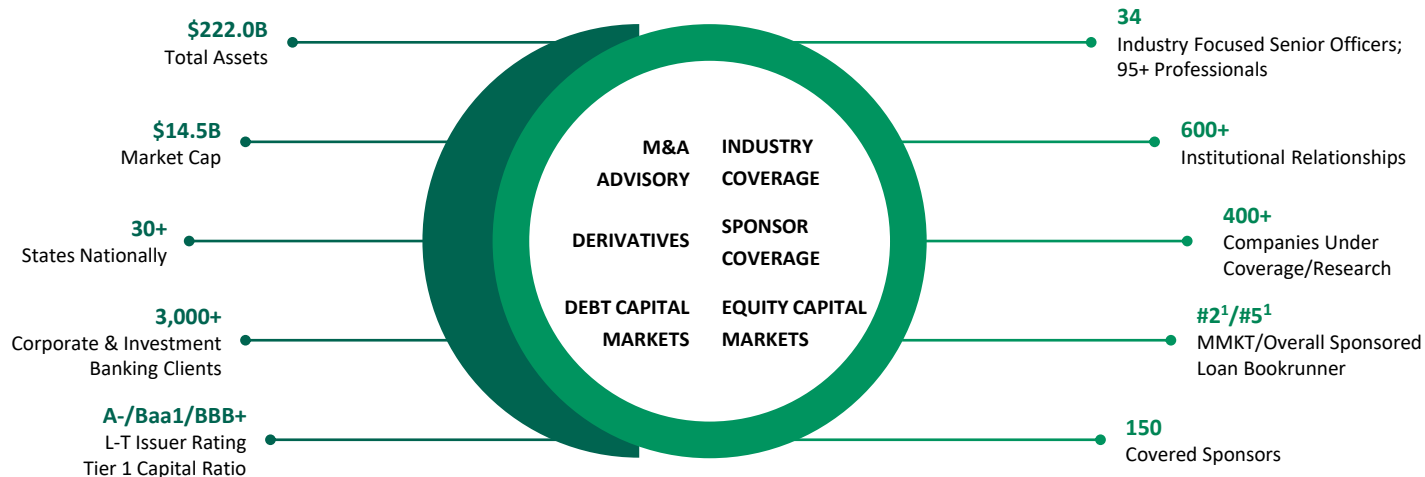 $222.0B
Total Assets
$14.5B
Market Cap
30+
States Nationally
3,000+
Corporate & Investment
Banking Clients
A-/Baa1/BBB+
L-T Issuer Rating
Tier 1 Capital Ratio
M&A
ADVISORY
INDUSTRY
COVERAGE
DERIVATIVES
SPONSOR
COVERAGE
DEBT CAPITAL
MARKETS
EQUITY CAPITAL
MARKETS
34
Industry Focused Senior Officers;
95+ Professionals
600+
Institutional Relationships
400+
Companies Under
Coverage/Research
#2¹/#5¹
MMKT/Overall Sponsored
Loan Bookrunner
150
Covered Sponsors